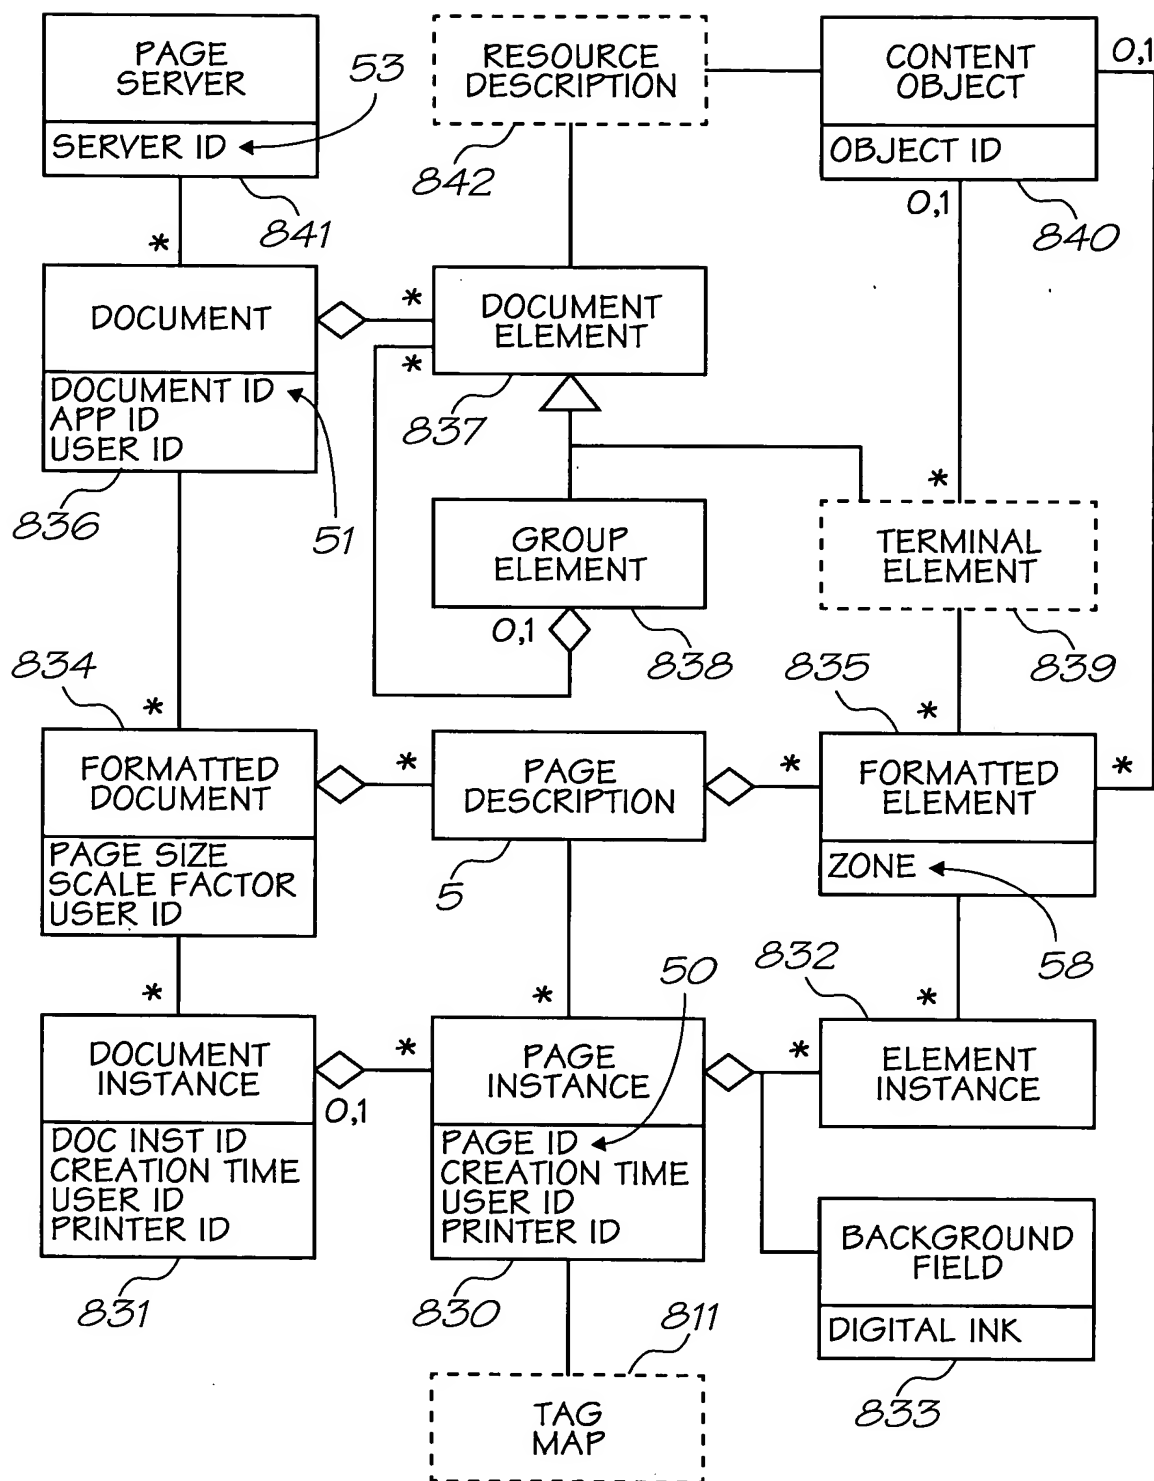 PAGE
SERVER
53
SERVER ID
841
RESOURCE
DESCRIPTION
842
CONTENT
OBJECT
0,1
OBJECT ID
0,1
840
*
DOCUMENT
DOCUMENT ID
APP ID
USER ID
836
51
*
*
DOCUMENT
ELEMENT
837
GROUP
ELEMENT
0,1
838
*
TERMINAL
ELEMENT
839
834
*
FORMATTED
DOCUMENT
PAGE SIZE
SCALE FACTOR
USER ID
*
PAGE
DESCRIPTION
5
835
*
*
*
FORMATTED
ELEMENT
ZONE
58
*
DOCUMENT
INSTANCE
0,1
DOC INST ID
CREATION TIME
USER ID
PRINTER ID
831
*
*
50
PAGE
INSTANCE
PAGE ID
CREATION TIME
USER ID
PRINTER ID
830
832
*
*
ELEMENT
INSTANCE
BACKGROUND
FIELD
DIGITAL INK
833
811
TAG
MAP